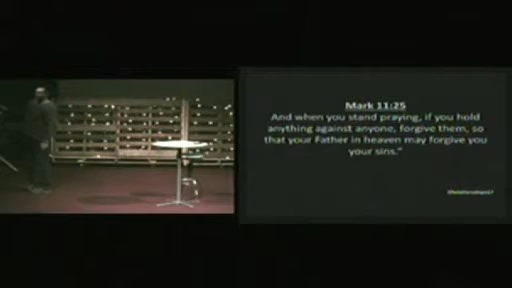 Mark 11:25
And when you stand praying, if you hold
anything against anyone, forgive them, so
that your Father in heaven may forgive you
your sins.”